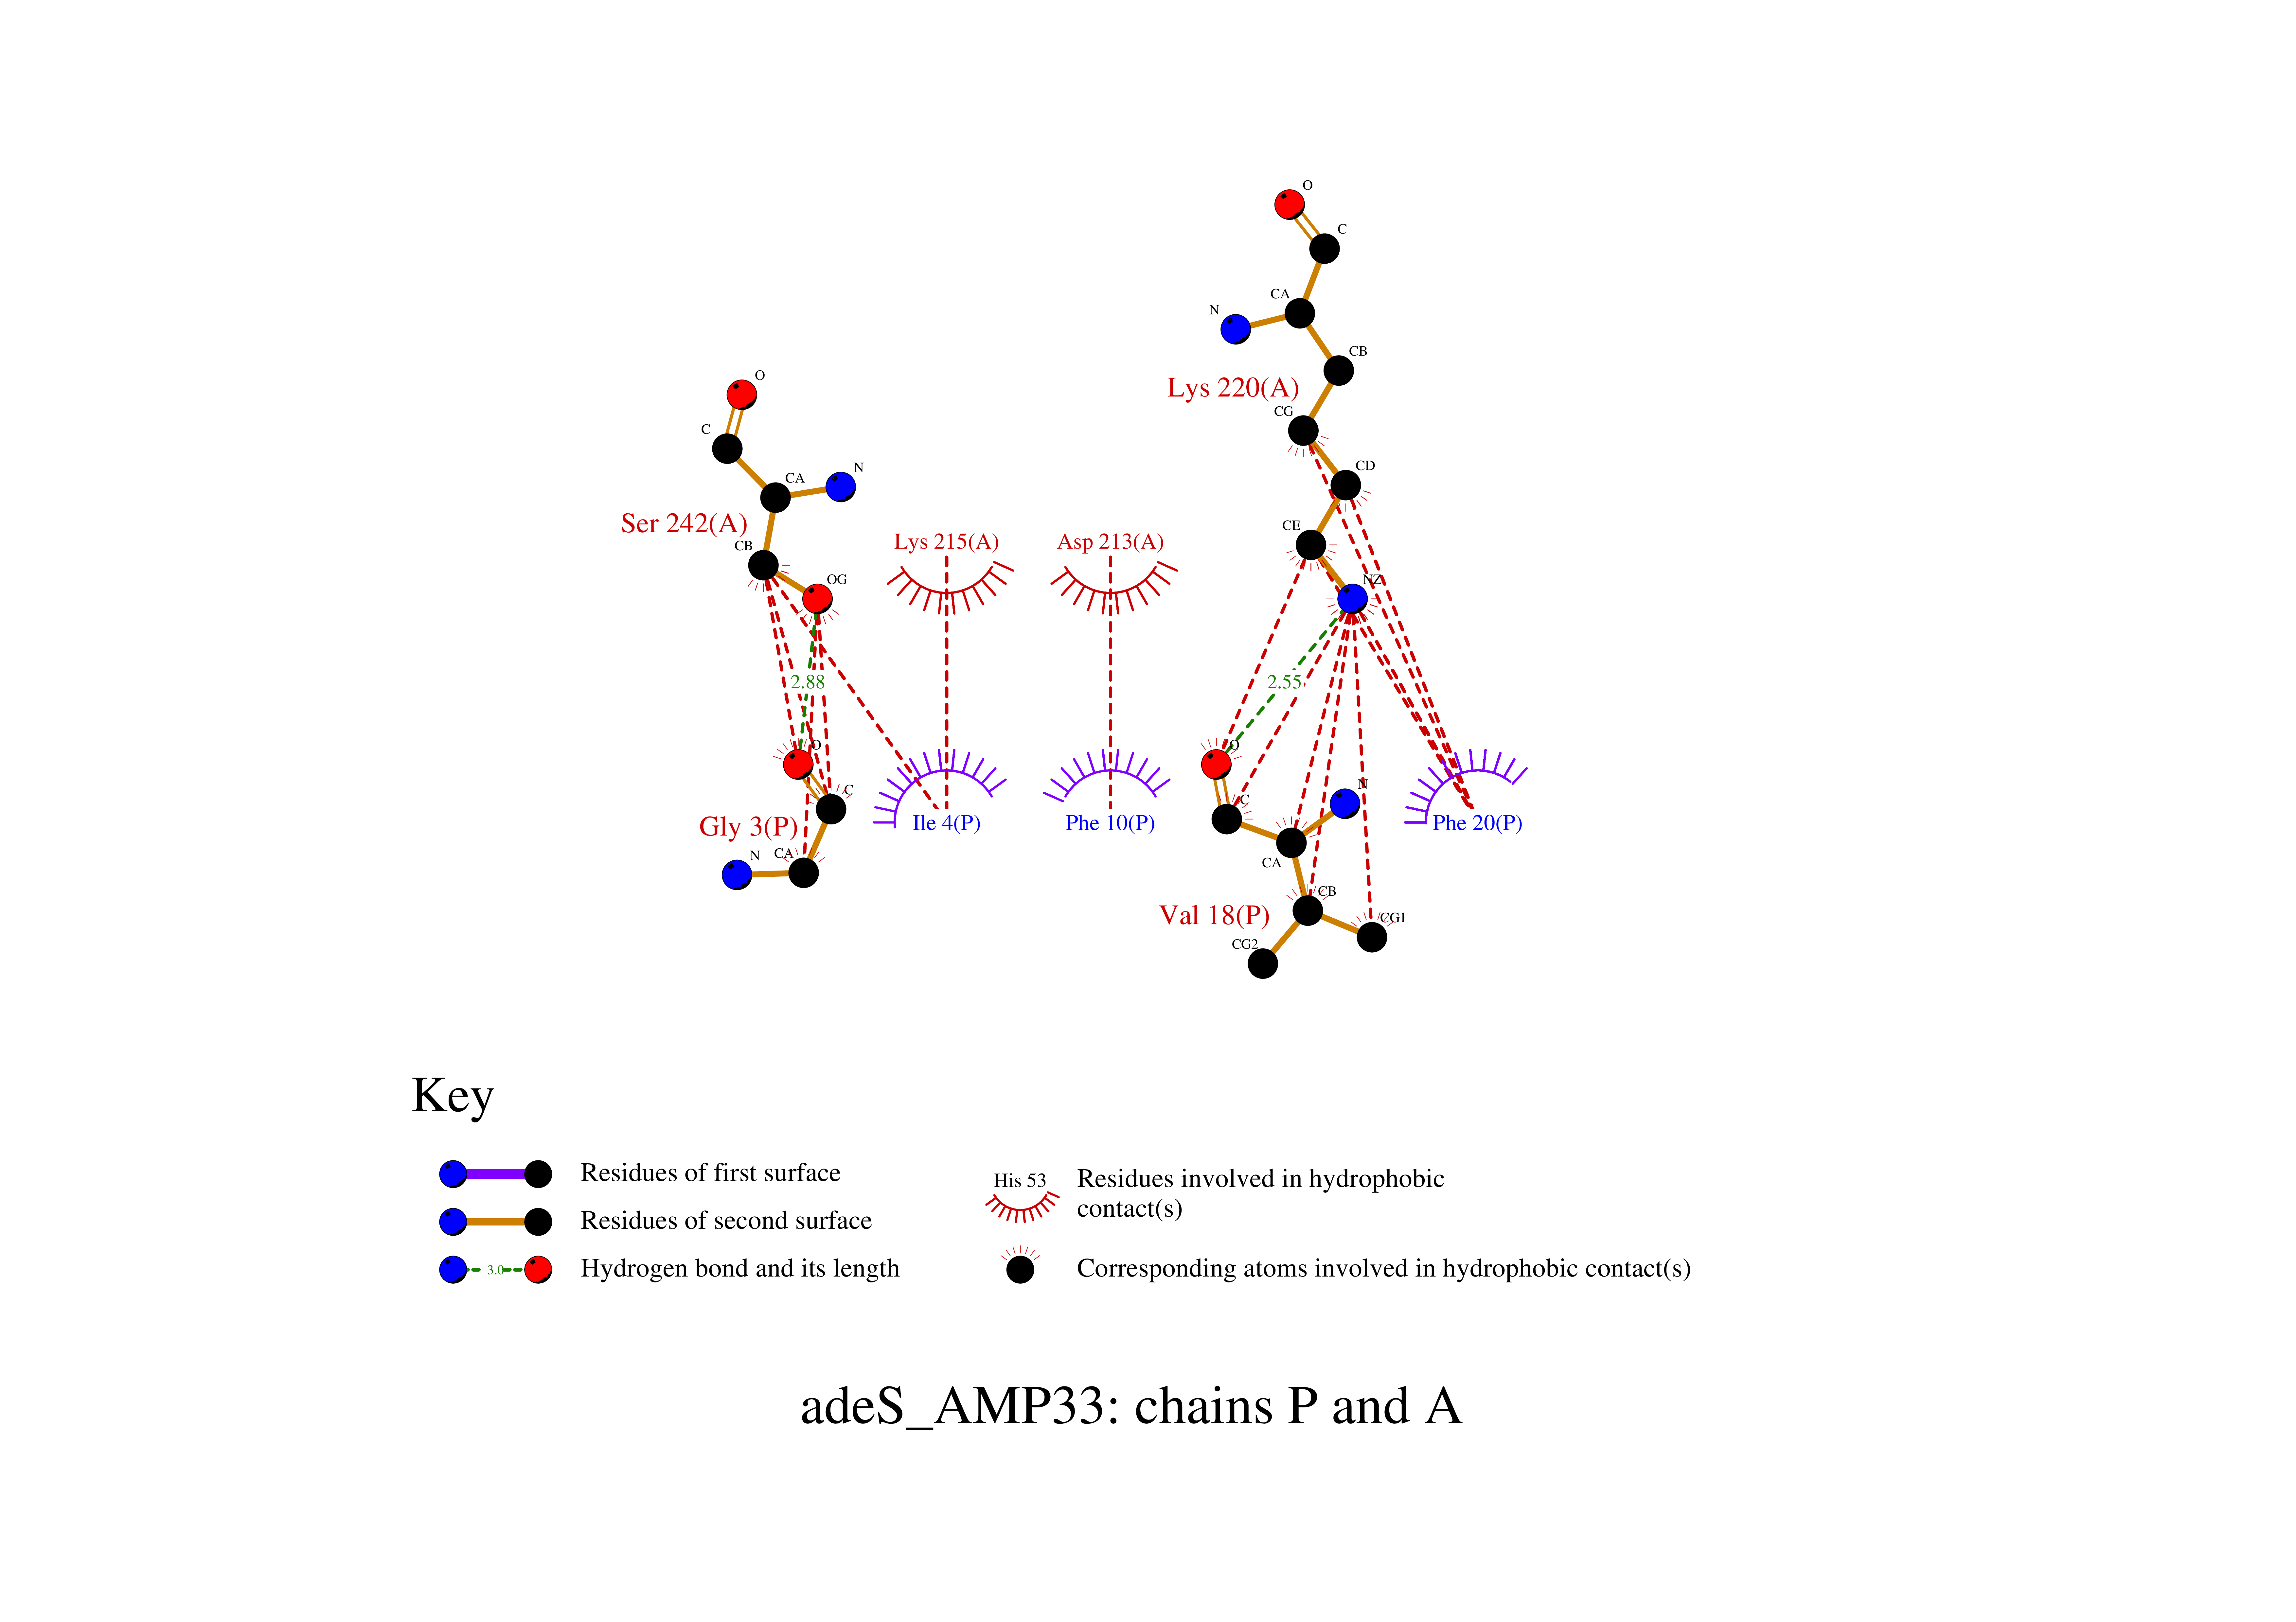 O
C
CA
N
CB
Lys 220(A)
CG
O
C
N
CA
CD
Ser 242(A)
CE
Lys 215(A)
Asp 213(A)
CB
OG
NZ
2.88
2.55
O
O
C
C
N
Gly 3(P)
Ile 4(P)
Phe 10(P)
Phe 20(P)
N
CA
CA
CB
Val 18(P)
CG1
CG2
Key
Residues of first surface
Residues of second surface
3.0
Hydrogen bond and its length
His 53
Residues involved in hydrophobic
contact(s)
Corresponding atoms involved in hydrophobic contact(s)
adeS_AMP33: chains P and A